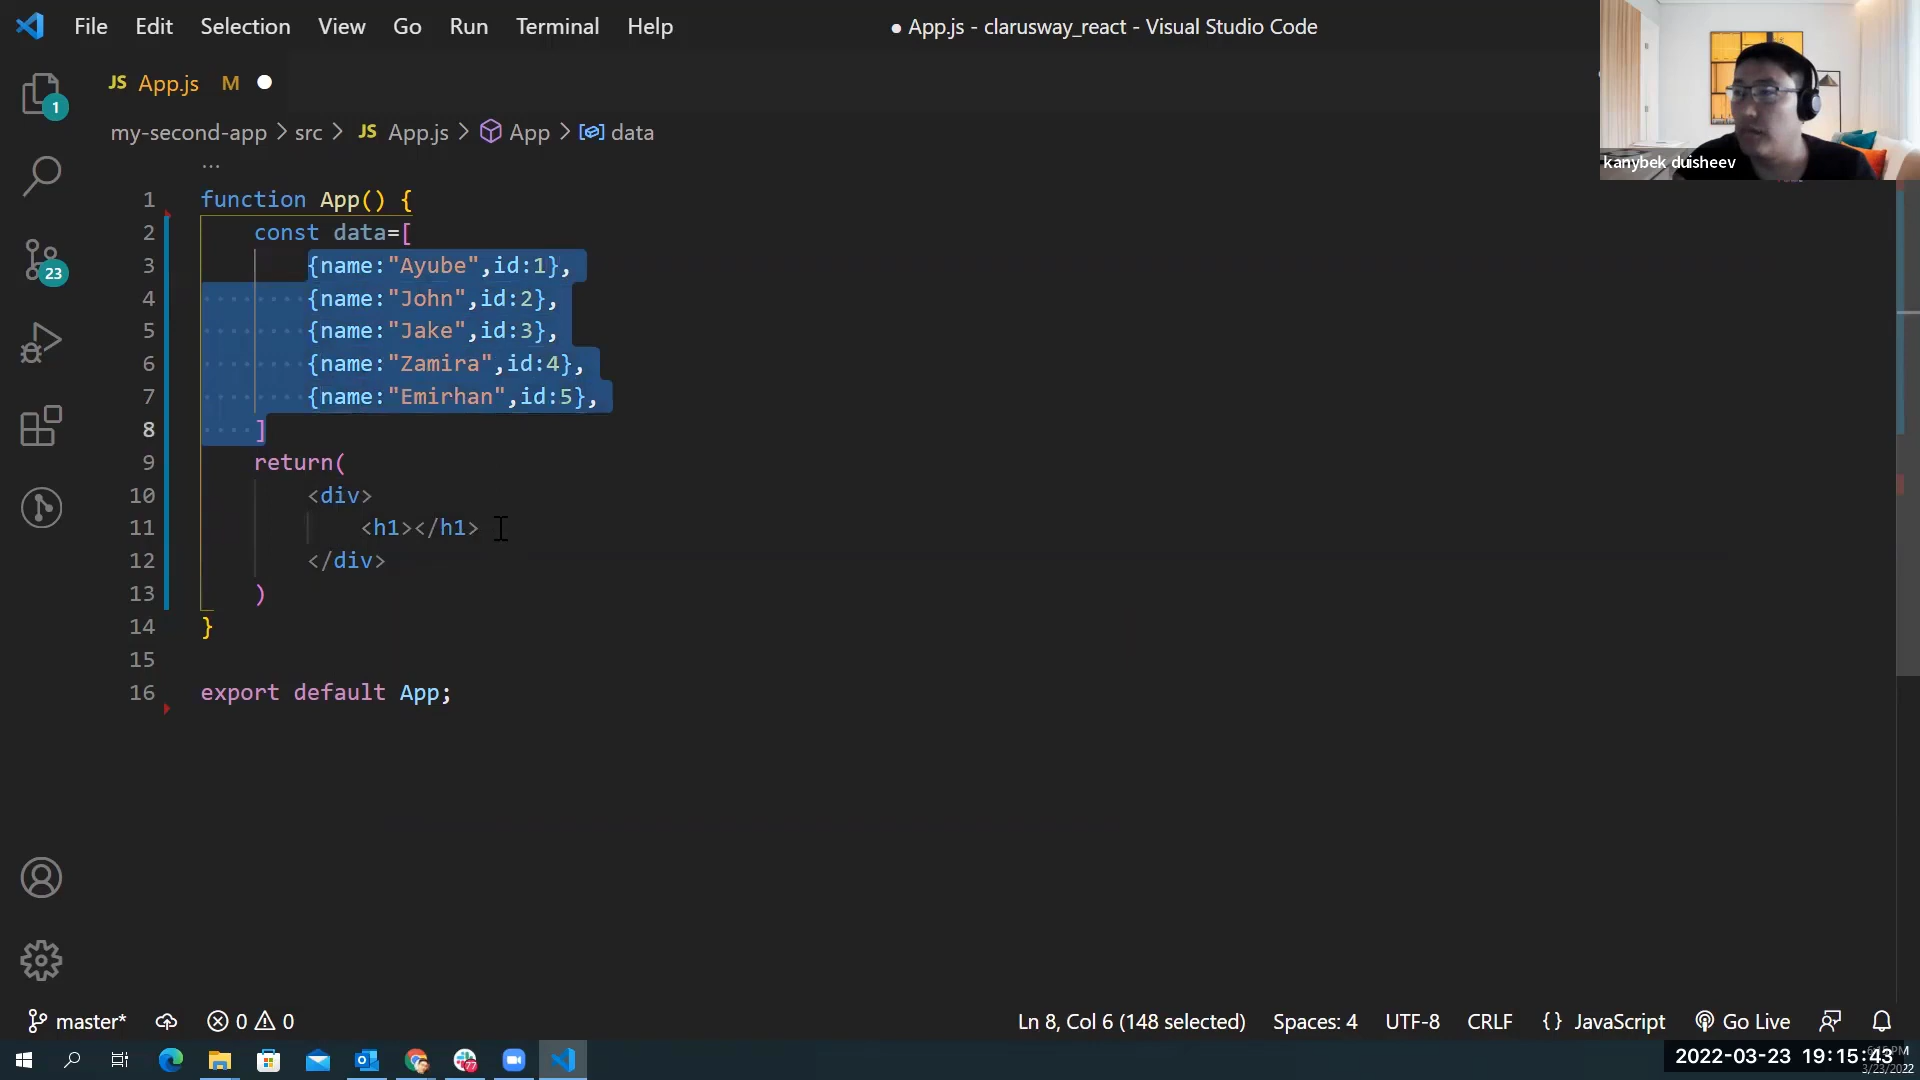 File Edit Selection View Go Run Terminal Help
● App.js - clarusway_react - Visual Studio Code
kanybek duisheev
JS App.js M
my-second-app > src > JS App.js > App > data
...
1 function App() {
2 const data=[
3 {name:"Ayube",id:1},
4 {name:"John",id:2},
5 {name:"Jake",id:3},
6 {name:"Zamira",id:4},
7 {name:"Emirhan",id:5},
8 ]
9 return(
10 <div>
11 <h1></h1>
12 </div>
13 )
14 }
15
16 export default App;
1
23
master* 0 0
Ln 8, Col 6 (148 selected) Spaces: 4 UTF-8 CRLF {} JavaScript Go Live
77
2022-03-23 19:15:43
3/23/2022